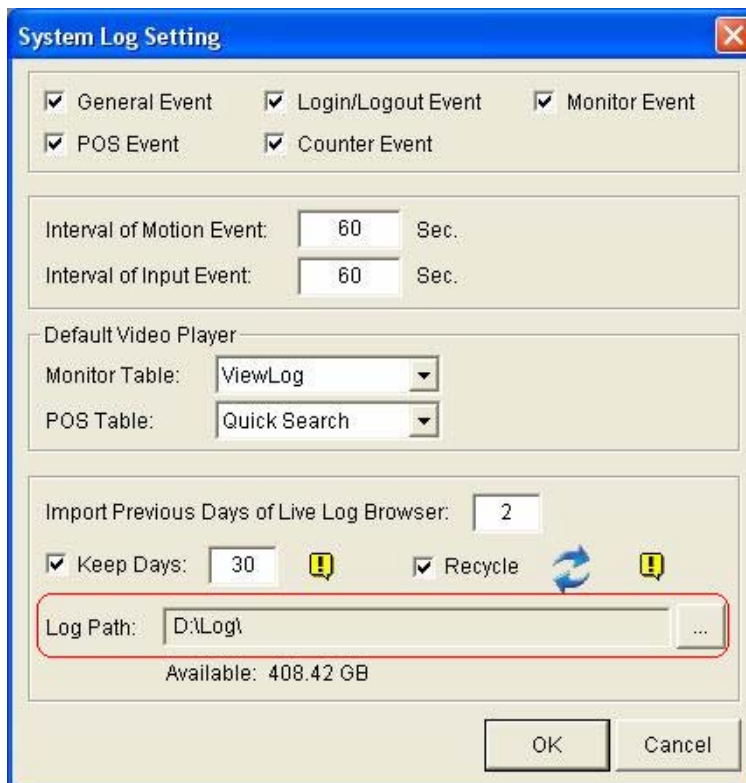 System Log Setting
General Event Login/Logout Event Monitor Event
POS Event Counter Event
Interval of Motion Event: 60 Sec.
Interval of Input Event: 60 Sec.
Default Video Player
Monitor Table: ViewLog
POS Table: Quick Search
Import Previous Days of Live Log Browser: 2
Keep Days: 30 Recycle
Log Path: D:\Log\ ...
Available: 408.42 GB
OK Cancel